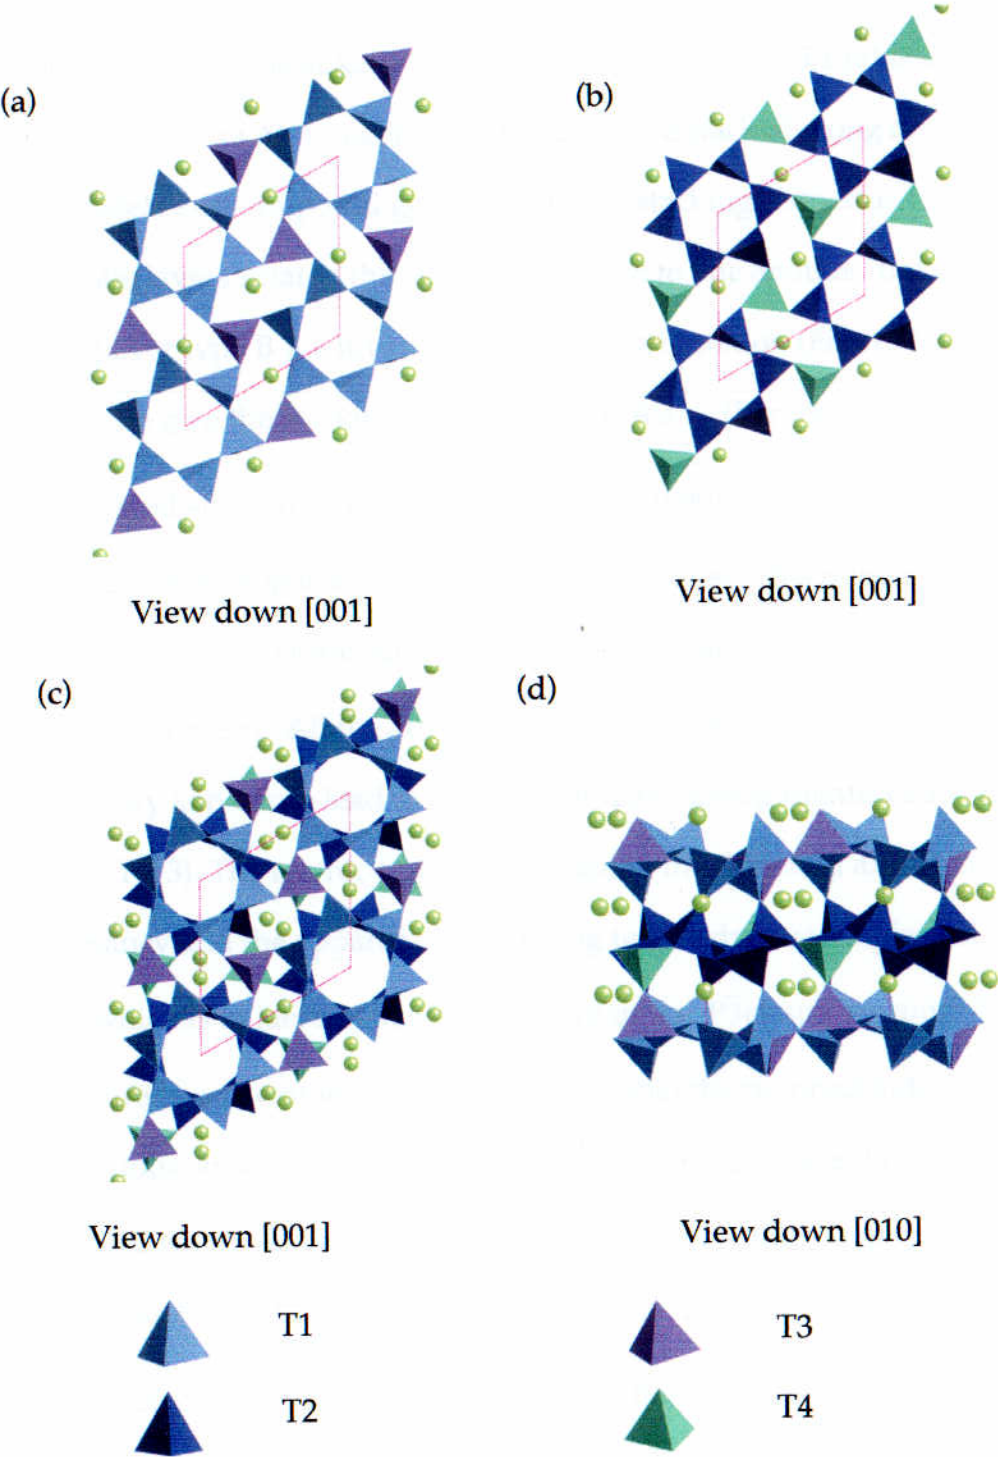 (a)
(b)
View down [001]
View down [001]
(c)
(d)
View down [001]
View down [010]
T1
T3
T2
T4